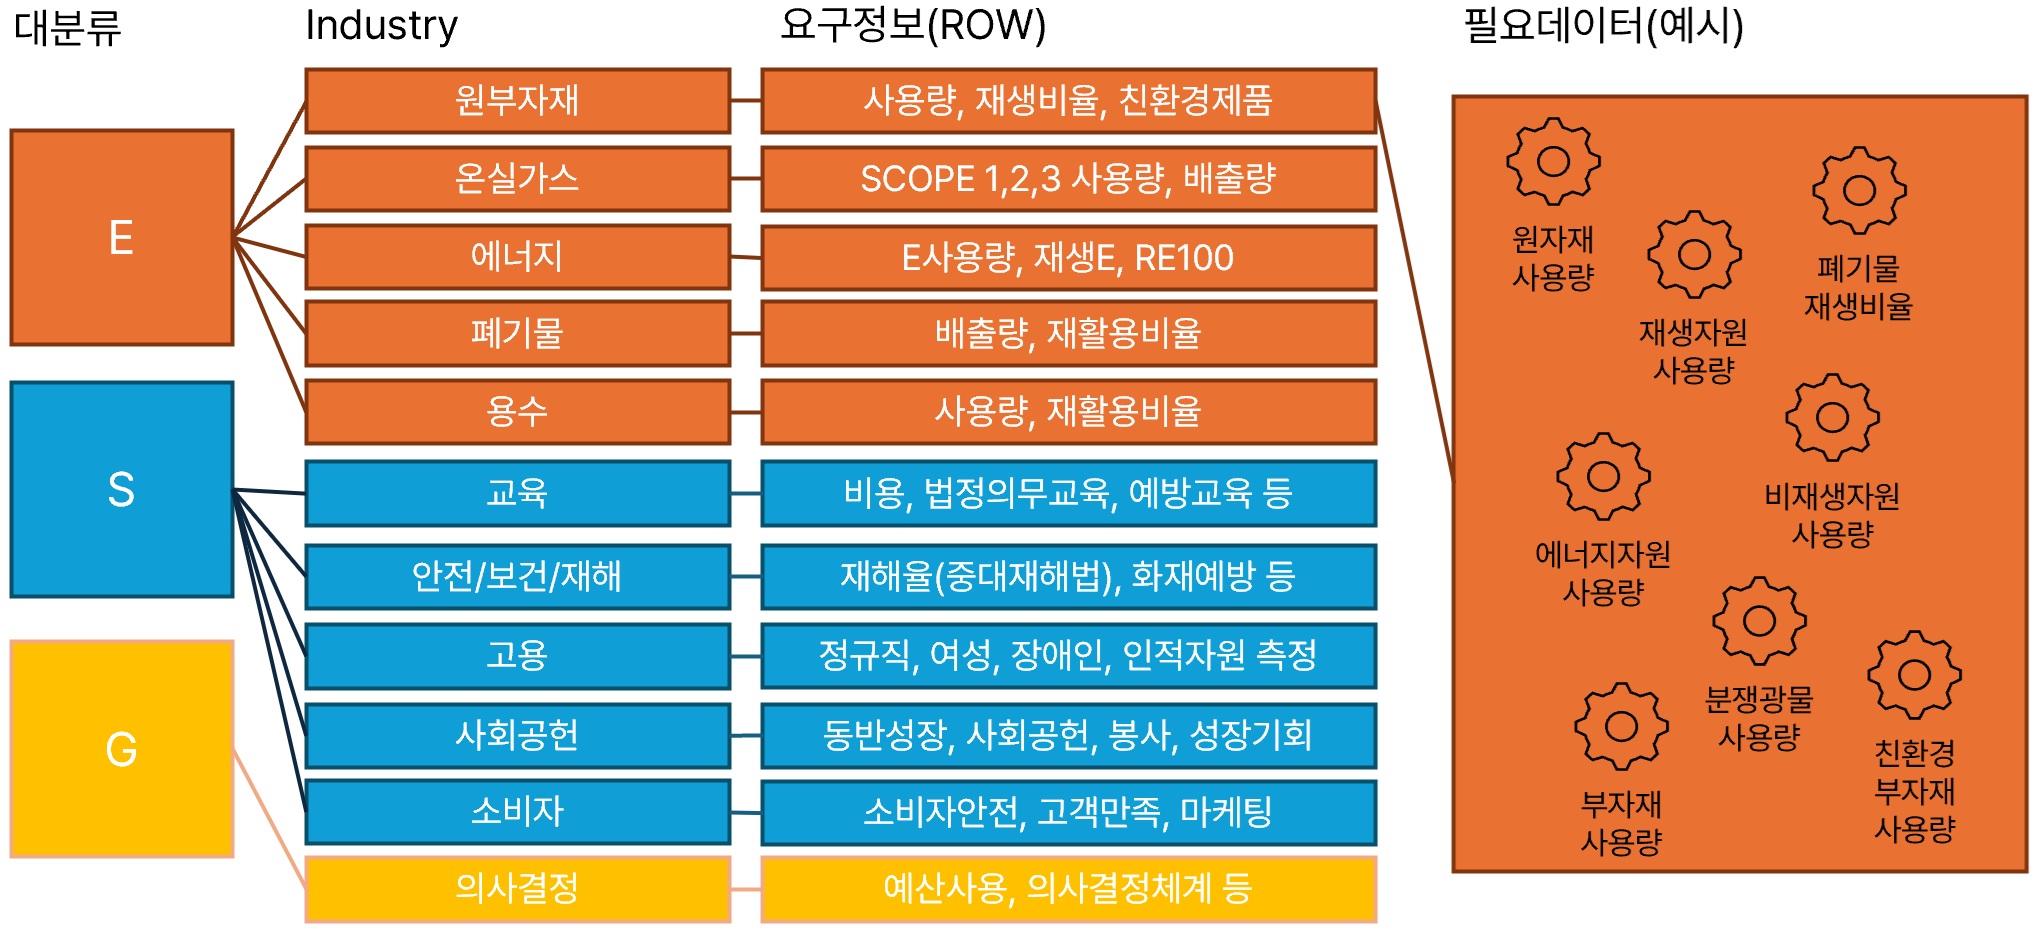 대분류
Industry
요구정보(ROW)
필요데이터(예시)
E
원부자재
사용량, 재생비율, 친환경제품
온실가스
SCOPE 1,2,3 사용량, 배출량
에너지
E사용량, 재생E, RE100
폐기물
배출량, 재활용비율
용수
사용량, 재활용비율
S
교육
비용, 법정의무교육, 예방교육 등
안전/보건/재해
재해율(중대재해법), 화재예방 등
고용
정규직, 여성, 장애인, 인적자원 측정
사회공헌
동반성장, 사회공헌, 봉사, 성장기회
소비자
소비자안전, 고객만족, 마케팅
G
의사결정
예산사용, 의사결정체계 등
원자재
사용량
재생자원
사용량
폐기물
재생비율
에너지자원
사용량
비재생자원
사용량
분쟁광물
사용량
부자재
사용량
친환경
부자재
사용량